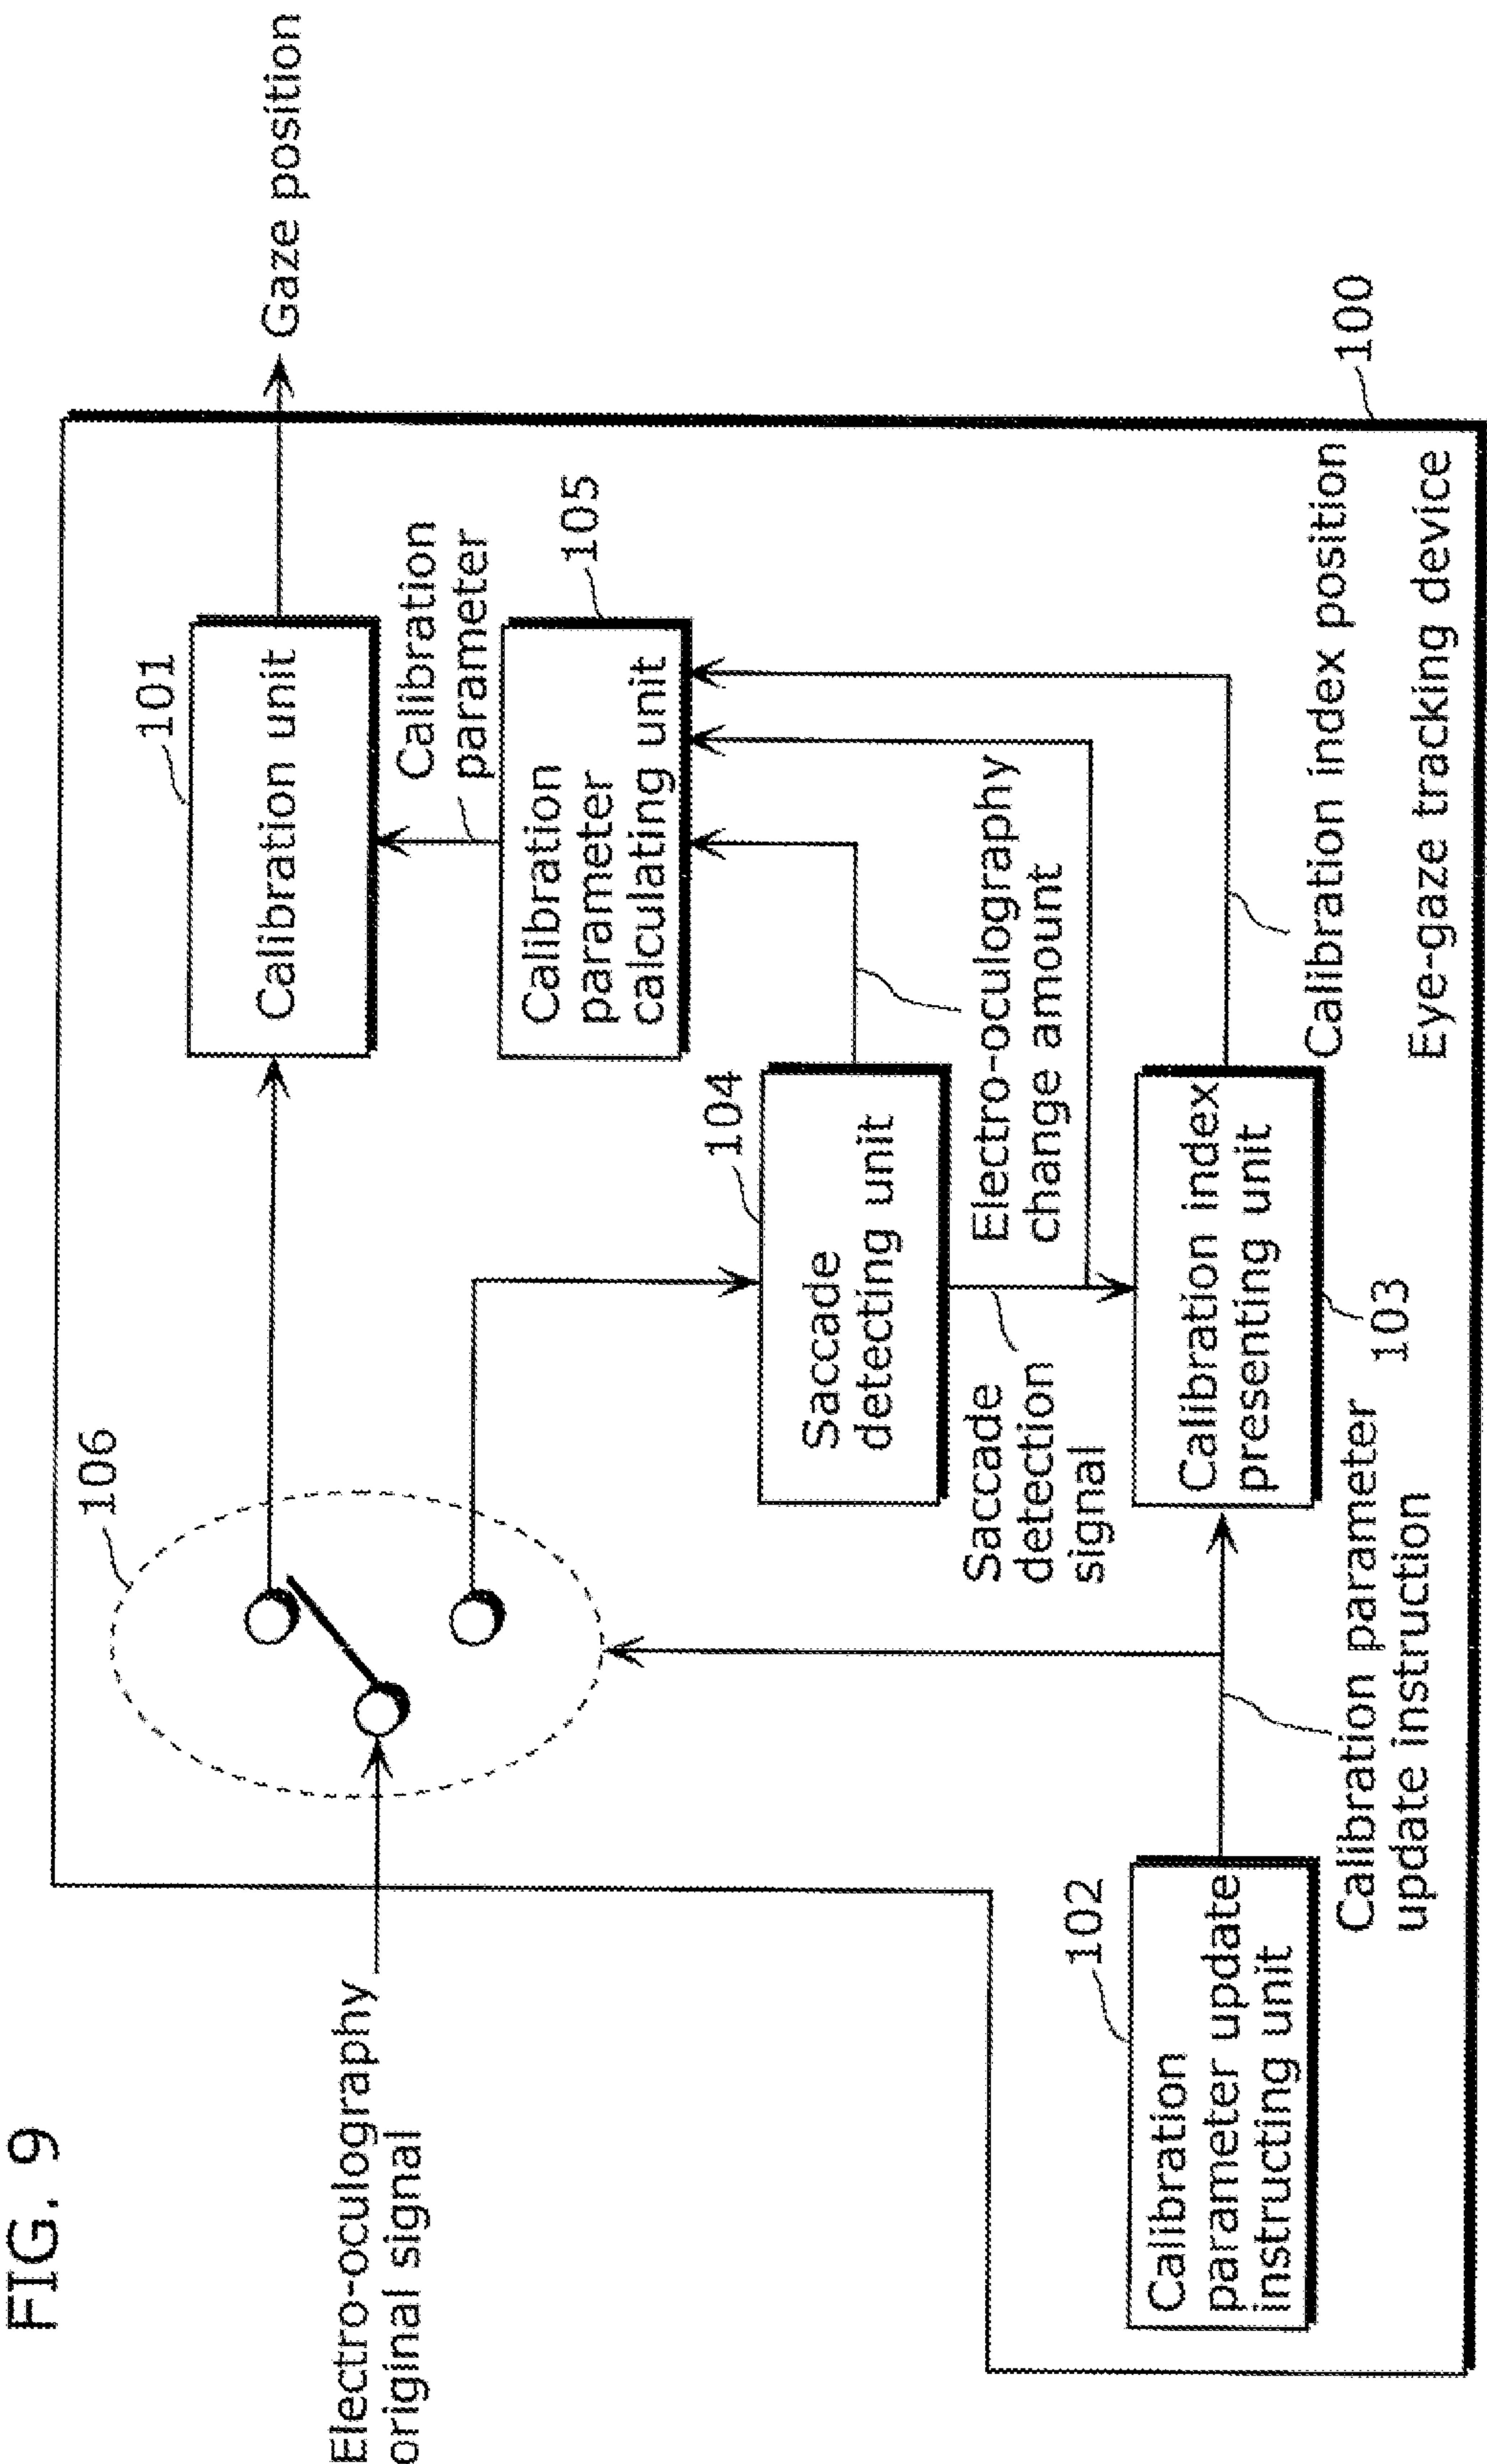 FIG. 9
Electro-oculography
original signal
106
101
Calibration unit
Gaze position
Calibration
parameter
105
Calibration
parameter
calculating unit
104
Saccade
detecting unit
Electro-oculography
change amount
Saccade
detection
signal
102
Calibration
parameter update
instructing unit
Calibration parameter
update instruction
Calibration index
presenting unit
103
Calibration index position
100
Eye-gaze tracking device